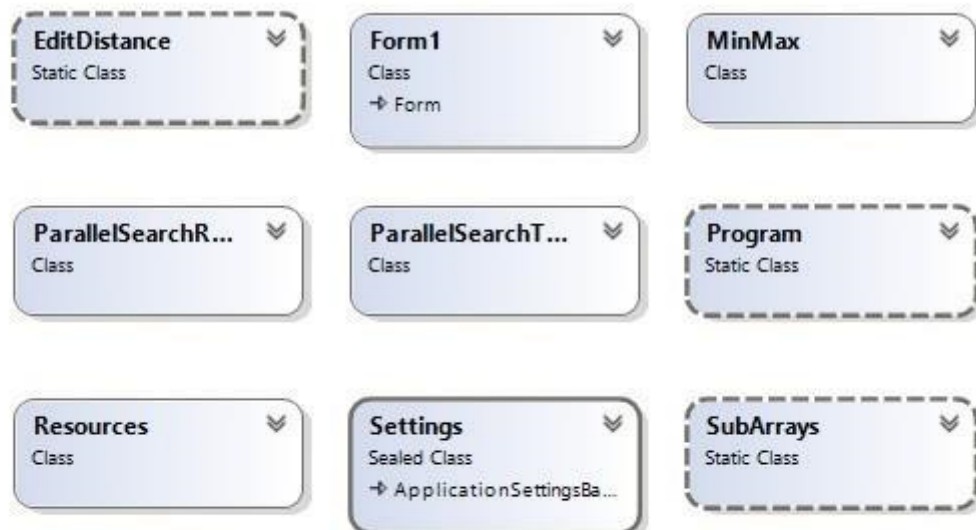 EditDistance
Static Class
Form1
Class
Form
MinMax
Class
ParallelSearchR...
Class
ParallelSearchT...
Class
Program
Static Class
Resources
Class
Settings
Sealed Class
ApplicationSettingsBa...
SubArrays
Static Class